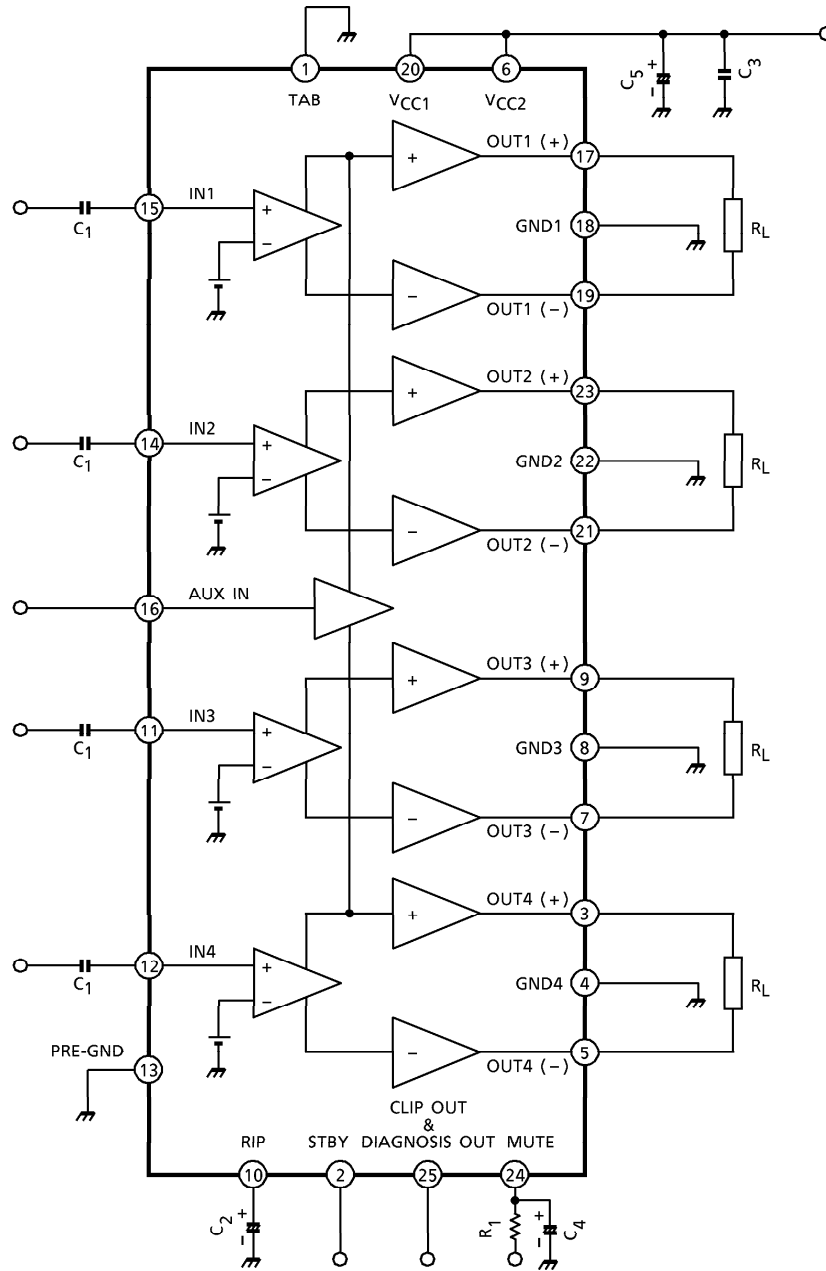 1 20 6
TAB VCC1 VCC2
C5 + - C3
OUT1 (+) 17
+
C1 15 IN1 + -
GND1 18 RL
- 19
OUT1 (-)
OUT2 (+) 23
+
C1 14 IN2 + -
GND2 22 RL
- 21
OUT2 (-)
16 AUX IN
OUT3 (+) 9
+
C1 11 IN3 + -
GND3 8 RL
- 7
OUT3 (-)
OUT4 (+) 3
+
C1 12 IN4 + -
GND4 4 RL
- 5
OUT4 (-)
PRE-GND
13
CLIP OUT
&
RIP STBY DIAGNOSIS OUT MUTE
10 2 25 24
C2 + - R1 + - C4